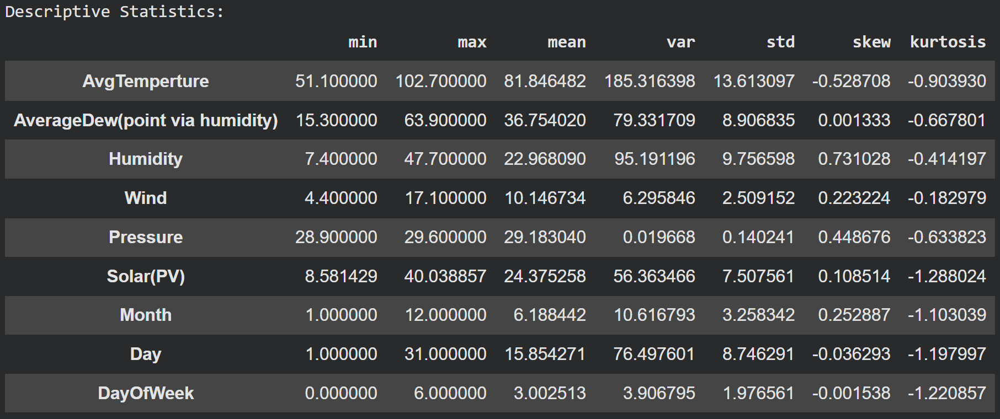 Descriptive Statistics:
min max mean var std skew kurtosis
AvgTemperture 51.100000 102.700000 81.846482 185.316398 13.613097 -0.528708 -0.903930
AverageDew(point via humidity) 15.300000 63.900000 36.754020 79.331709 8.906835 0.001333 -0.667801
Humidity 7.400000 47.700000 22.968090 95.191196 9.756598 0.731028 -0.414197
Wind 4.400000 17.100000 10.146734 6.295846 2.509152 0.223224 -0.182979
Pressure 28.900000 29.600000 29.183040 0.019668 0.140241 0.448676 -0.633823
Solar(PV) 8.581429 40.038857 24.375258 56.363466 7.507561 0.108514 -1.288024
Month 1.000000 12.000000 6.188442 10.616793 3.258342 0.252887 -1.103039
Day 1.000000 31.000000 15.854271 76.497601 8.746291 -0.036293 -1.197997
DayOfWeek 0.000000 6.000000 3.002513 3.906795 1.976561 -0.001538 -1.220857